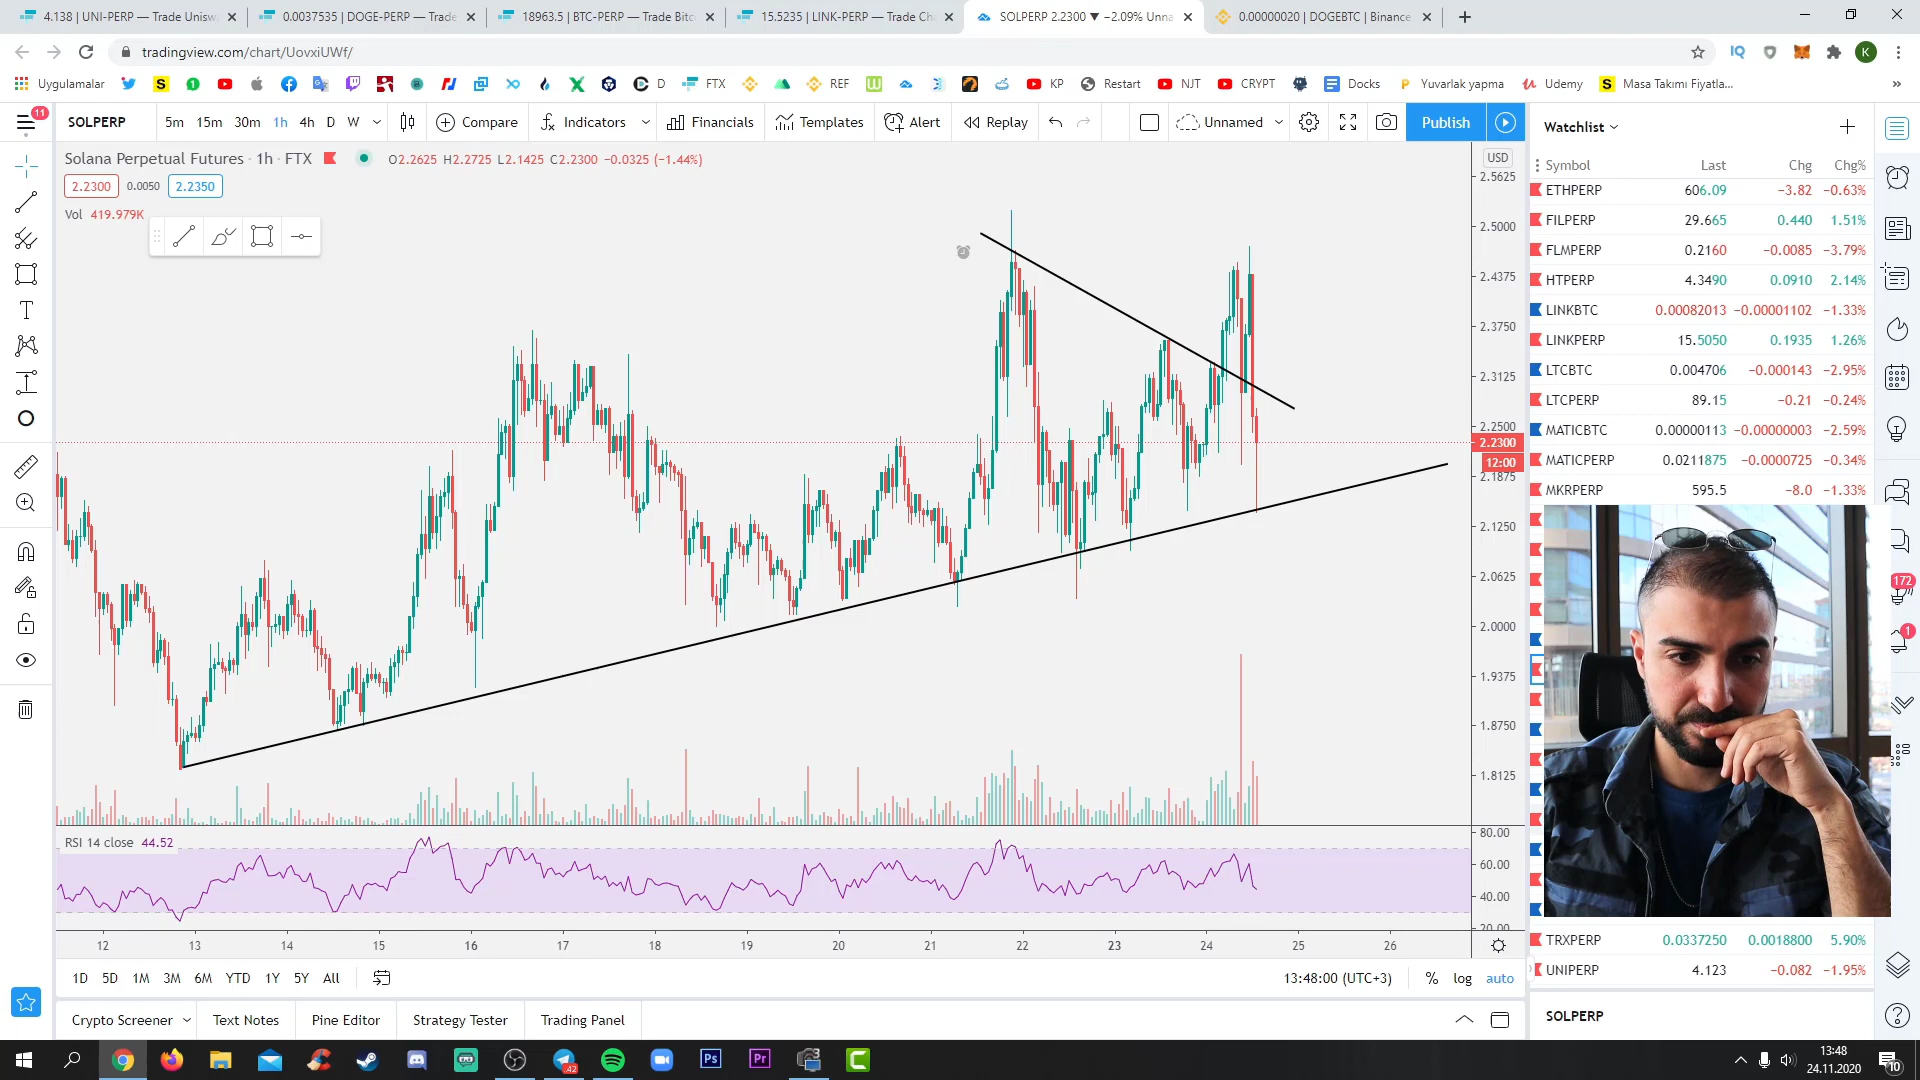 4.138 | UNI-PERP — Trade Unisw
0.0037535 | DOGE-PERP — Trade
18963.5 | BTC-PERP — Trade Bitc
15.5235 | LINK-PERP — Trade Ch
SOLPERP 2.2300 ▼ −2.09% Unna
0.00000020 | DOGEBTC | Binance
tradingview.com/chart/UovxiUWf/
Uygulamalar
D
FTX
REF
KP
Restart
NJT
CRYPT
Docks
Yuvarlak yapma
Udemy
Masa Takımı Fiyatla...
11
SOLPERP
5m 15m 30m 1h 4h D W
Compare
Indicators
Financials
Templates
Alert
Replay
Unnamed
Publish
Solana Perpetual Futures · 1h · FTX
O2.2625 H2.2725 L2.1425 C2.2300 −0.0325 (−1.44%)
2.2300 0.0050 2.2350
Vol 419.979K
USD
2.5625
2.5000
2.4375
2.3750
2.3125
2.2500
2.2300
12:00
2.1875
2.1250
2.0625
2.0000
1.9375
1.8750
1.8125
RSI 14 close 44.52
80.00
60.00
40.00
20.00
12 13 14 15 16 17 18 19 20 21 22 23 24 25 26
1D 5D 1M 3M 6M YTD 1Y 5Y All
13:48:00 (UTC+3)
% log auto
Crypto Screener
Text Notes
Pine Editor
Strategy Tester
Trading Panel
Watchlist
Symbol Last Chg Chg%
ETHPERP 606.09 −3.82 −0.63%
FILPERP 29.665 0.440 1.51%
FLMPERP 0.2160 −0.0085 −3.79%
HTPERP 4.3490 0.0910 2.14%
LINKBTC 0.00082013 −0.00001102 −1.33%
LINKPERP 15.5050 0.1935 1.26%
LTCBTC 0.004706 −0.000143 −2.95%
LTCPERP 89.15 −0.21 −0.24%
MATICBTC 0.00000113 −0.00000003 −2.59%
MATICPERP 0.0211875 −0.0000725 −0.34%
MKRPERP 595.5 −8.0 −1.33%
TRXPERP 0.0337250 0.0018800 5.90%
UNIPERP 4.123 −0.082 −1.95%
SOLPERP
172
1
K
IQ
42
Ps
Pr
13:48
24.11.2020
10